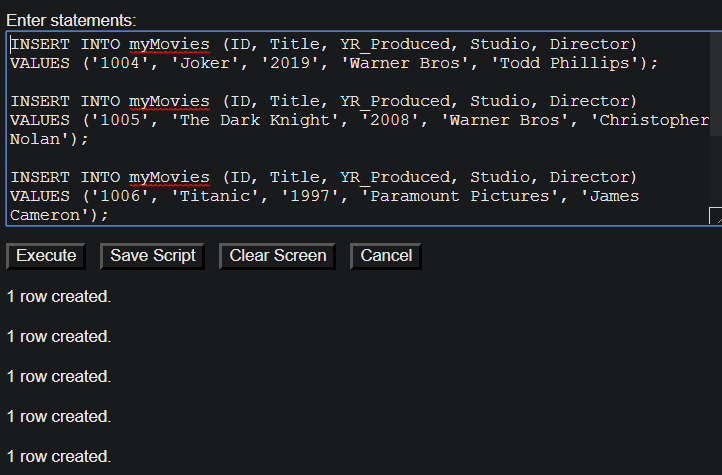 Enter statements:
INSERT INTO myMovies (ID, Title, YR_Produced, Studio, Director)
VALUES ('1004', 'Joker', '2019', 'Warner Bros', 'Todd Phillips');
INSERT INTO myMovies (ID, Title, YR_Produced, Studio, Director)
VALUES ('1005', 'The Dark Knight', '2008', 'Warner Bros', 'Christopher
Nolan');
INSERT INTO myMovies (ID, Title, YR_Produced, Studio, Director)
VALUES ('1006', 'Titanic', '1997', 'Paramount Pictures', 'James
Cameron');
Execute Save Script Clear Screen Cancel
1 row created.
1 row created.
1 row created.
1 row created.
1 row created.